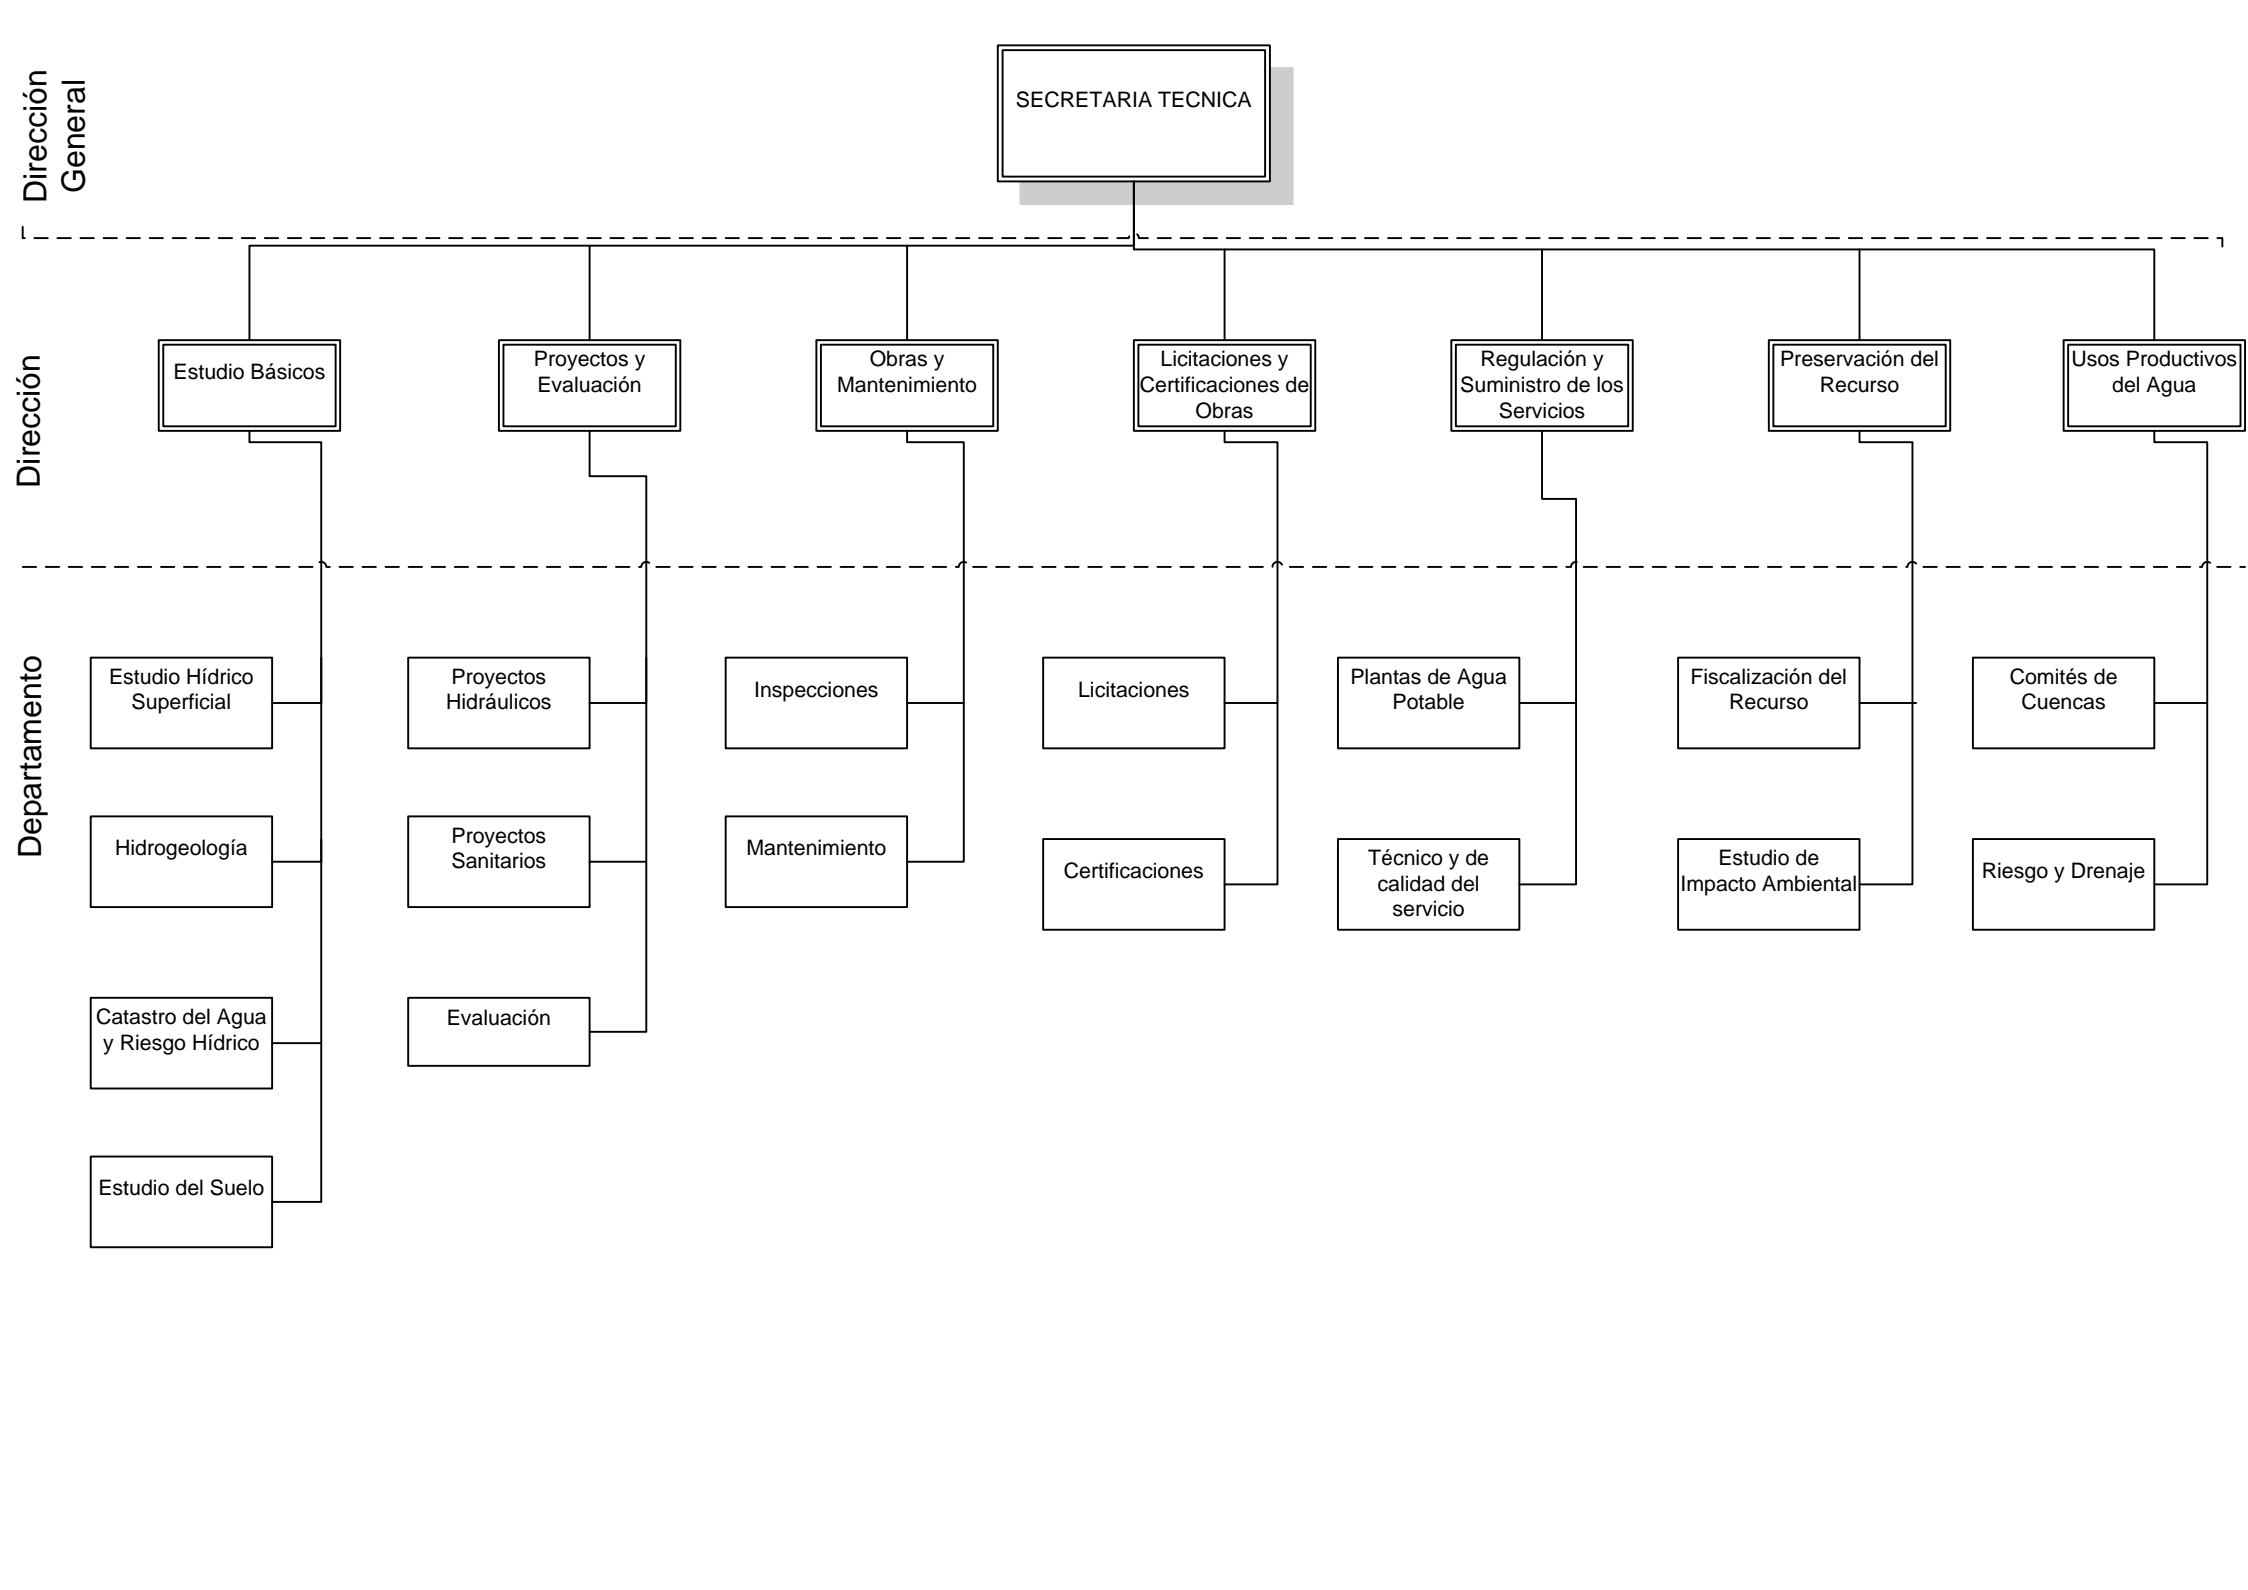 Dirección
General
SECRETARIA TECNICA
Dirección
Estudio Básicos
Proyectos y
Evaluación
Obras y
Mantenimiento
Licitaciones y
Certificaciones de
Obras
Regulación y
Suministro de los
Servicios
Preservación del
Recurso
Usos Productivos
del Agua
Departamento
Estudio Hídrico
Superficial
Proyectos
Hidráulicos
Inspecciones
Licitaciones
Plantas de Agua
Potable
Fiscalización del
Recurso
Comités de
Cuencas
Hidrogeología
Proyectos
Sanitarios
Mantenimiento
Certificaciones
Técnico y de
calidad del
servicio
Estudio de
Impacto Ambiental
Riesgo y Drenaje
Catastro del Agua
y Riesgo Hídrico
Evaluación
Estudio del Suelo